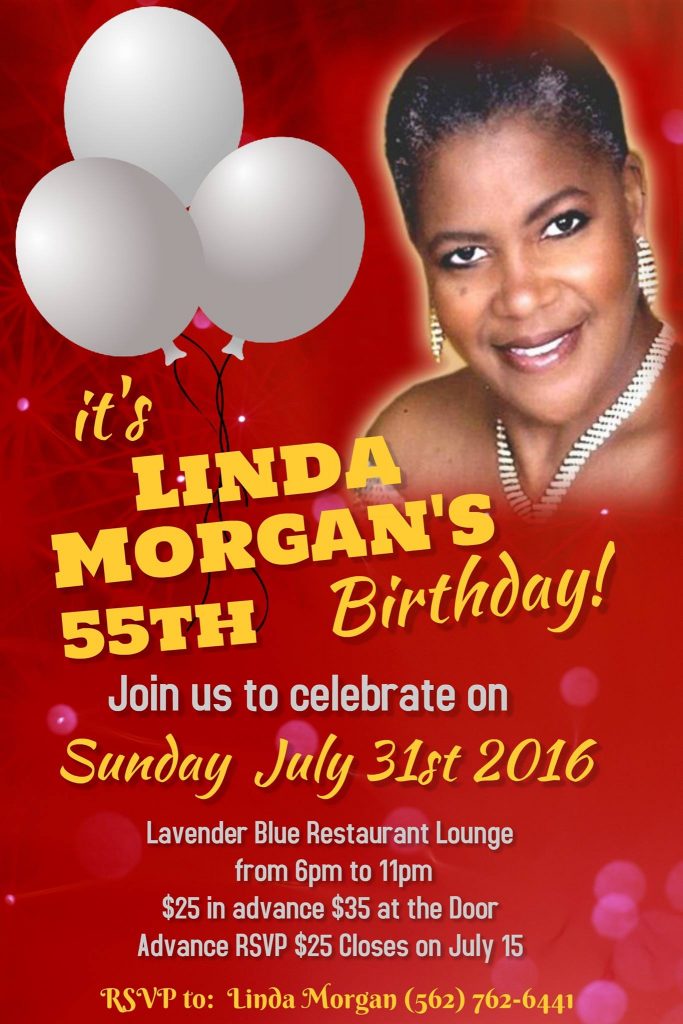 it's
LINDA
MORGAN'S
55TH Birthday!
Join us to celebrate on
Sunday July 31st 2016
Lavender Blue Restaurant Lounge
from 6pm to 11pm
$25 in advance $35 at the Door
Advance RSVP $25 Closes on July 15
RSVP to: Linda Morgan (562) 762-6441